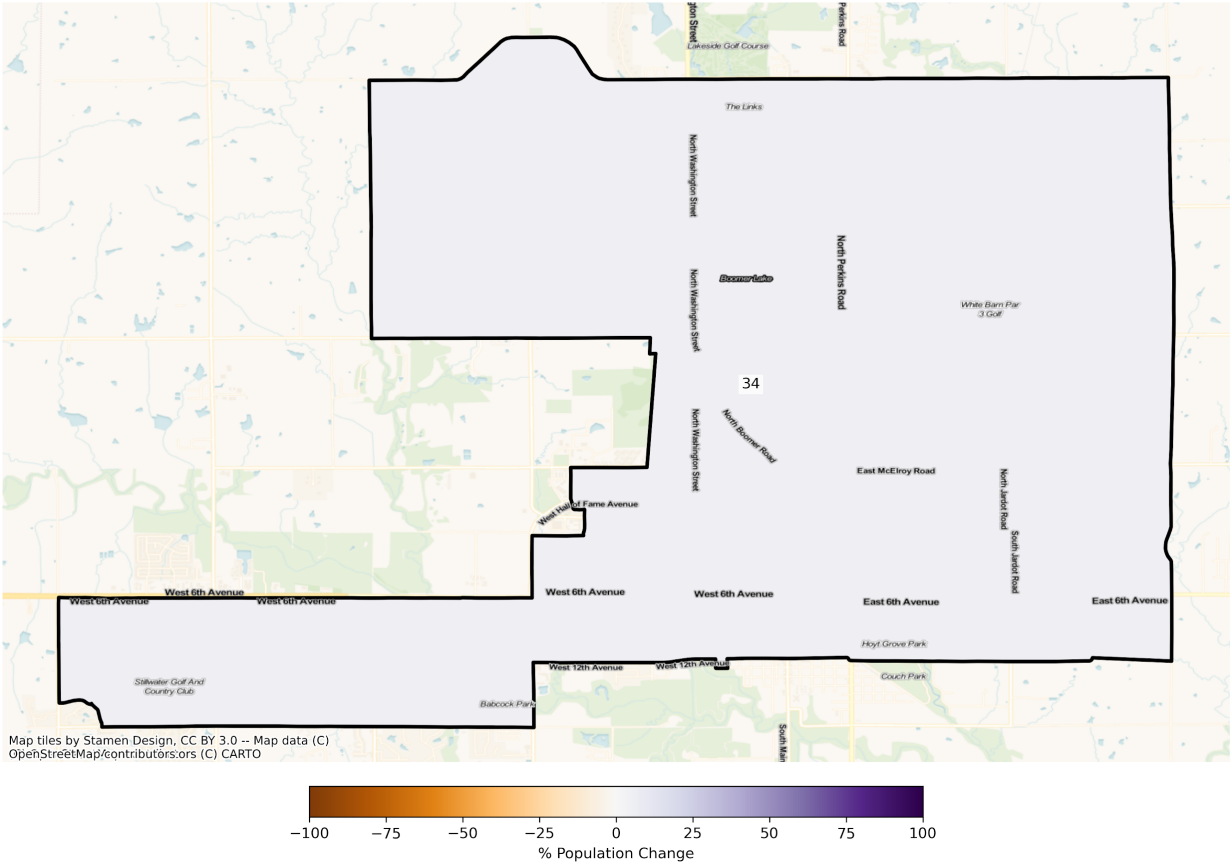 gton Street
Perkins Road
Lakeside Golf Course
The Links
North Washington Street
North Perkins Road
Boomer Lake
North Washington Street
White Barn Par
3 Golf
34
North Washington Street
North Boomer Road
East McElroy Road
North Jardot Road
West Hall of Fame Avenue
South Jardot Road
West 6th Avenue
West 6th Avenue
West 6th Avenue
West 6th Avenue
West 6th Avenue
East 6th Avenue
East 6th Avenue
Hoyt Grove Park
West 12th Avenue
West 12th Avenue
Couch Park
Stillwater Golf And
Country Club
Babcock Park
South Main
Map tiles by Stamen Design, CC BY 3.0 -- Map data (C)
OpenStreetMap contributors.ors (C) CARTO
−100
−75
−50
−25
0
25
50
75
100
% Population Change